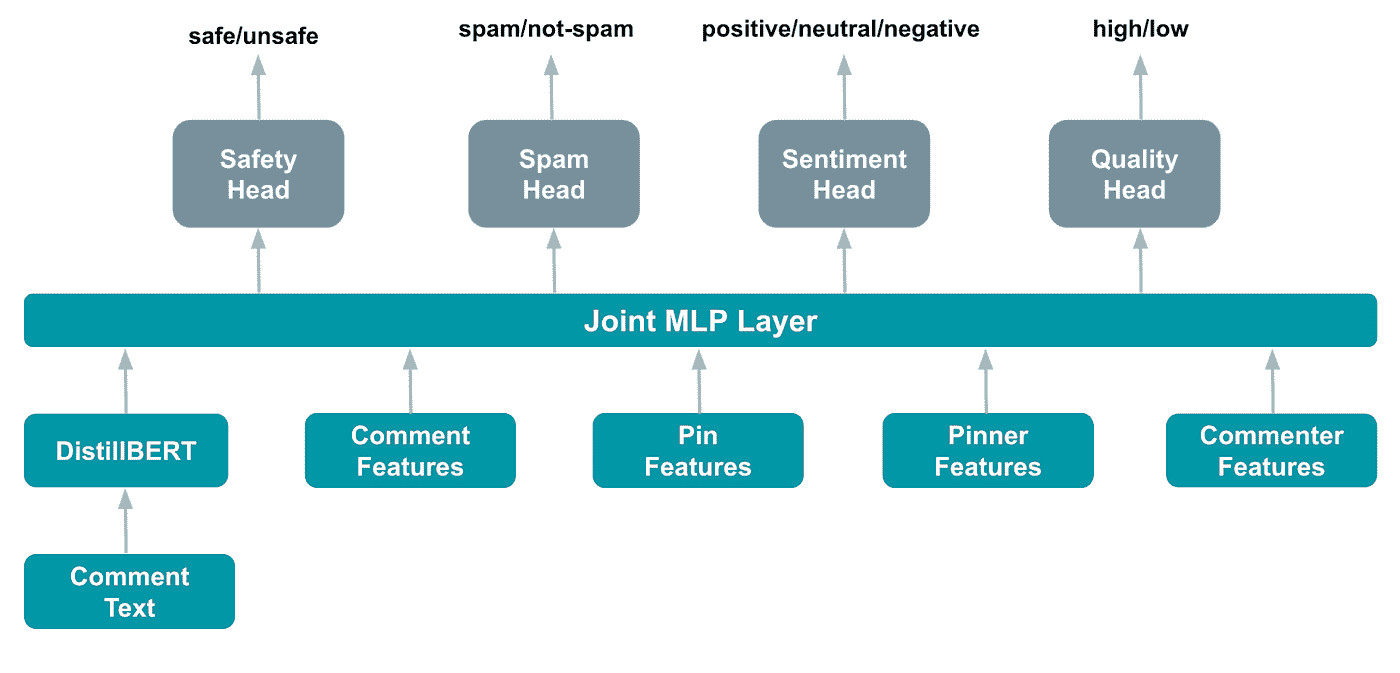 safe/unsafe
spam/not-spam
positive/neutral/negative
high/low
Safety
Head
Spam
Head
Sentiment
Head
Quality
Head
Joint MLP Layer
DistillBERT
Comment
Features
Pin
Features
Pinner
Features
Commenter
Features
Comment
Text